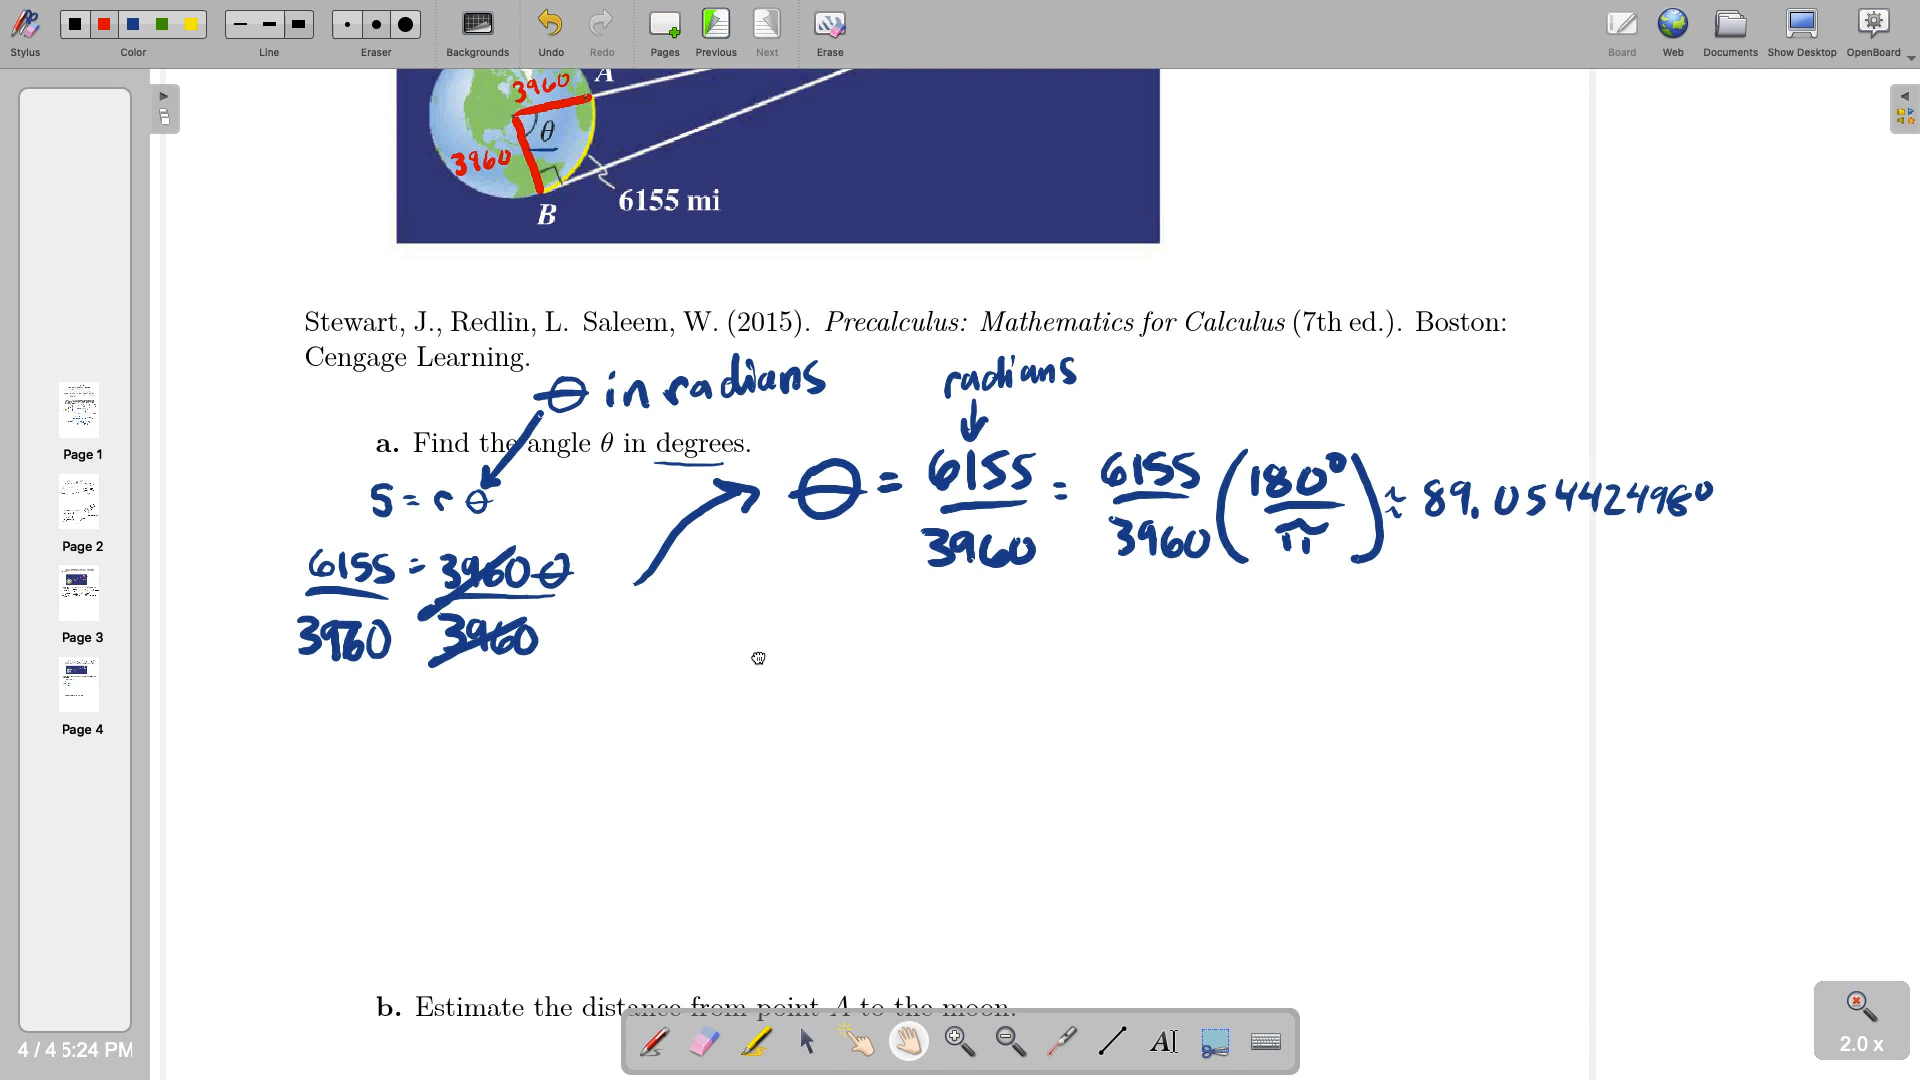 Stylus
Color
Line
Eraser
Backgrounds
Undo
Redo
Pages
Previous
Next
Erase
Board
Web
Documents
Show Desktop
OpenBoard
Page 1
Page 2
Page 3
Page 4
4 / 4 5:24 PM
3960
A
θ
3960
6155 mi
B
Stewart, J., Redlin, L. Saleem, W. (2015). Precalculus: Mathematics for Calculus (7th ed.). Boston:
Cengage Learning.
θ in radians
radians
a. Find the angle θ in degrees.
S = r θ
6155 = 3960 θ
3960 3960
θ = 6155/3960 = 6155/3960 (180°/π) ≈ 89.05442496°
b. Estimate the distance from point A to the moon.
AI
2.0 x